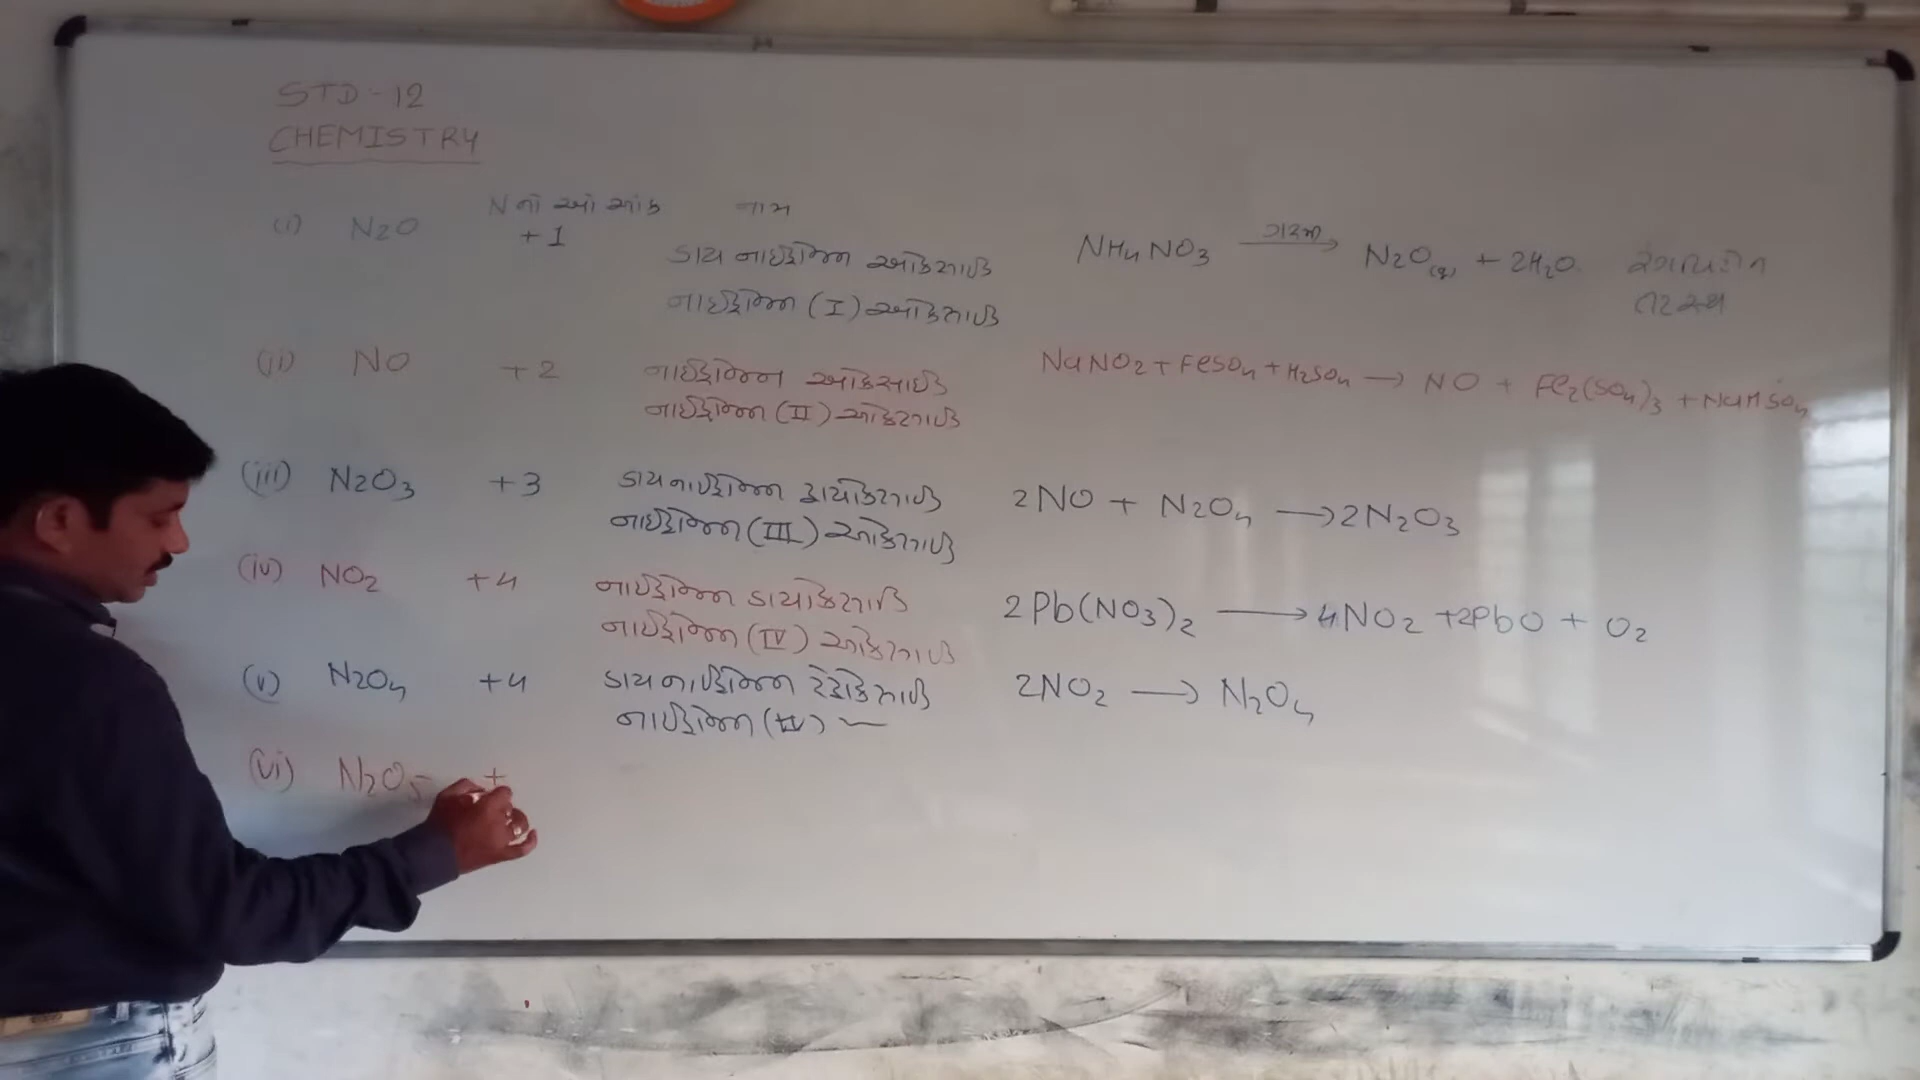 STD-12
CHEMISTRY
N નો ઓ આંક નામ
(i) N2O +1 ડાય નાઈટ્રોજન ઓક્સાઈડ NH4NO3 ગરમી → N2O(g) + 2H2O રંગવિહીન
નાઈટ્રોજન (I) ઓક્સાઈડ તટસ્થ
(ii) NO +2 નાઈટ્રોજન ઓક્સાઈડ NaNO2 + FeSO4 + H2SO4 → NO + Fe2(SO4)3 + NaHSO4
નાઈટ્રોજન (II) ઓક્સાઈડ
(iii) N2O3 +3 ડાયનાઈટ્રોજન ટ્રાયોક્સાઈડ 2NO + N2O4 → 2N2O3
નાઈટ્રોજન (III) ઓક્સાઈડ
(iv) NO2 +4 નાઈટ્રોજન ડાયોક્સાઈડ 2Pb(NO3)2 → 4NO2 + 2PbO + O2
નાઈટ્રોજન (IV) ઓક્સાઈડ
(v) N2O4 +4 ડાયનાઈટ્રોજન ટેટ્રોક્સાઈડ 2NO2 → N2O4
નાઈટ્રોજન (IV) ~
(vi) N2O5 +